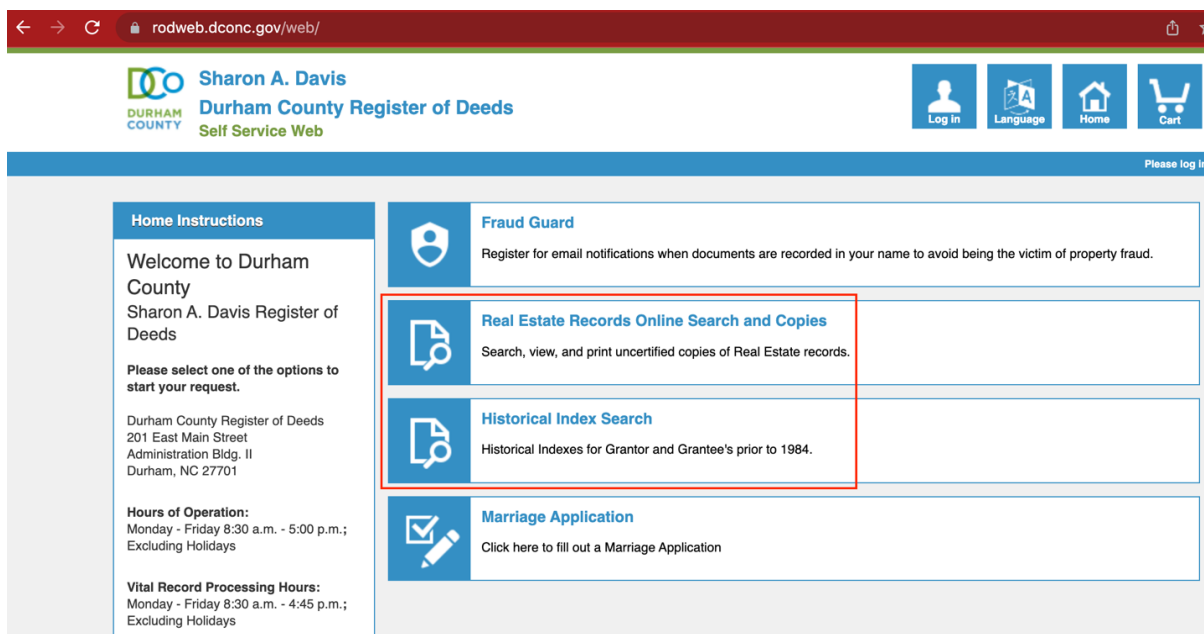 rodweb.dconc.gov/web/
DCO
DURHAM
COUNTY
Sharon A. Davis
Durham County Register of Deeds
Self Service Web
Log in
Language
Home
Cart
Please log in
Home Instructions
Welcome to Durham
County
Sharon A. Davis Register of
Deeds
Please select one of the options to
start your request.
Durham County Register of Deeds
201 East Main Street
Administration Bldg. II
Durham, NC 27701
Hours of Operation:
Monday - Friday 8:30 a.m. - 5:00 p.m.;
Excluding Holidays
Vital Record Processing Hours:
Monday - Friday 8:30 a.m. - 4:45 p.m.;
Excluding Holidays
Fraud Guard
Register for email notifications when documents are recorded in your name to avoid being the victim of property fraud.
Real Estate Records Online Search and Copies
Search, view, and print uncertified copies of Real Estate records.
Historical Index Search
Historical Indexes for Grantor and Grantee's prior to 1984.
Marriage Application
Click here to fill out a Marriage Application